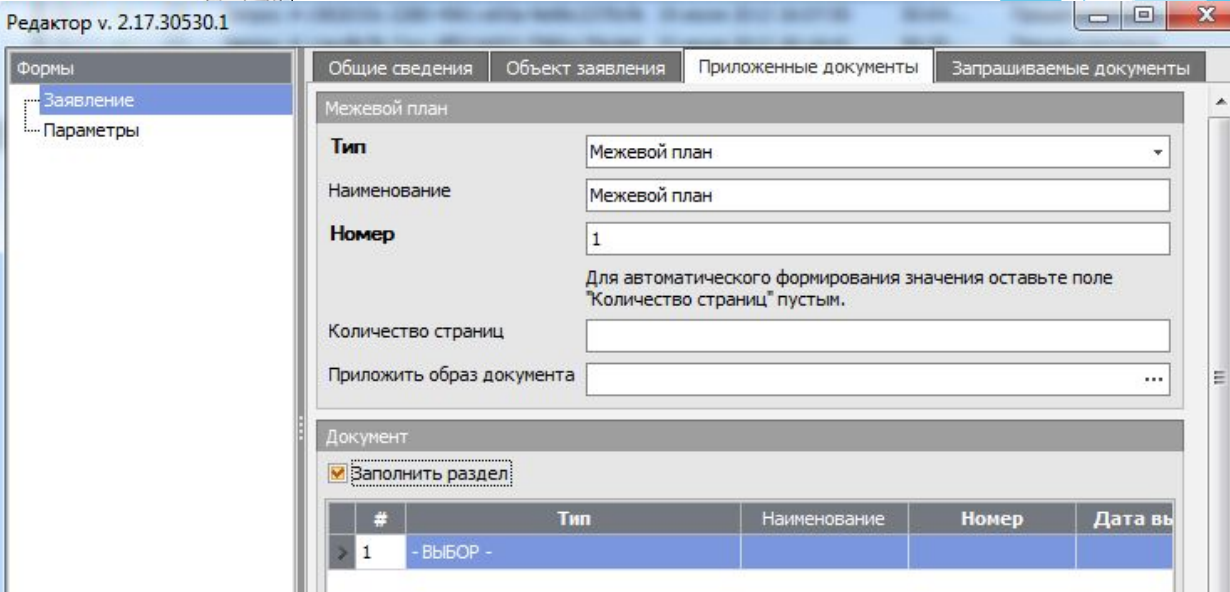 Редактор v. 2.17.30530.1
Формы
Заявление
Параметры
Общие сведения Объект заявления Приложенные документы Запрашиваемые документы
Межевой план
Тип Межевой план
Наименование Межевой план
Номер 1
Для автоматического формирования значения оставьте поле
"Количество страниц" пустым.
Количество страниц
Приложить образ документа ...
Документ
Заполнить раздел
# Тип Наименование Номер Дата вы
1 - ВЫБОР -